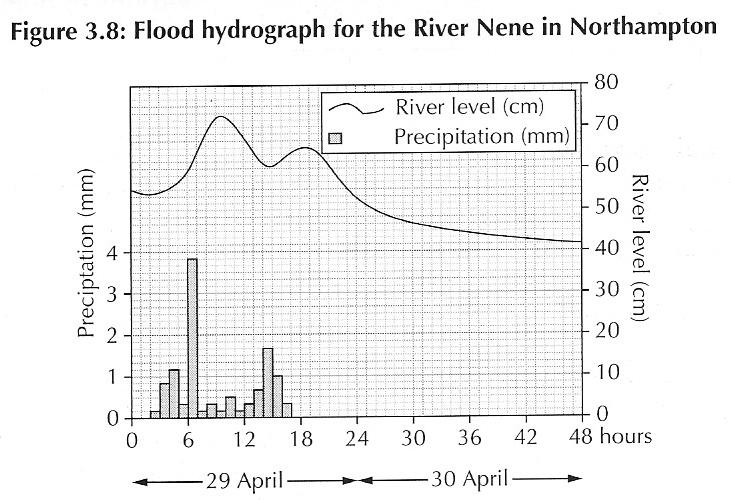 Figure 3.8: Flood hydrograph for the River Nene in Northampton
River level (cm)
Precipitation (mm)
Preciptation (mm)
4
3
2
1
0
80
70
60
50
40
30
20
10
0
River level (cm)
0 6 12 18 24 30 36 42 48 hours
29 April 30 April